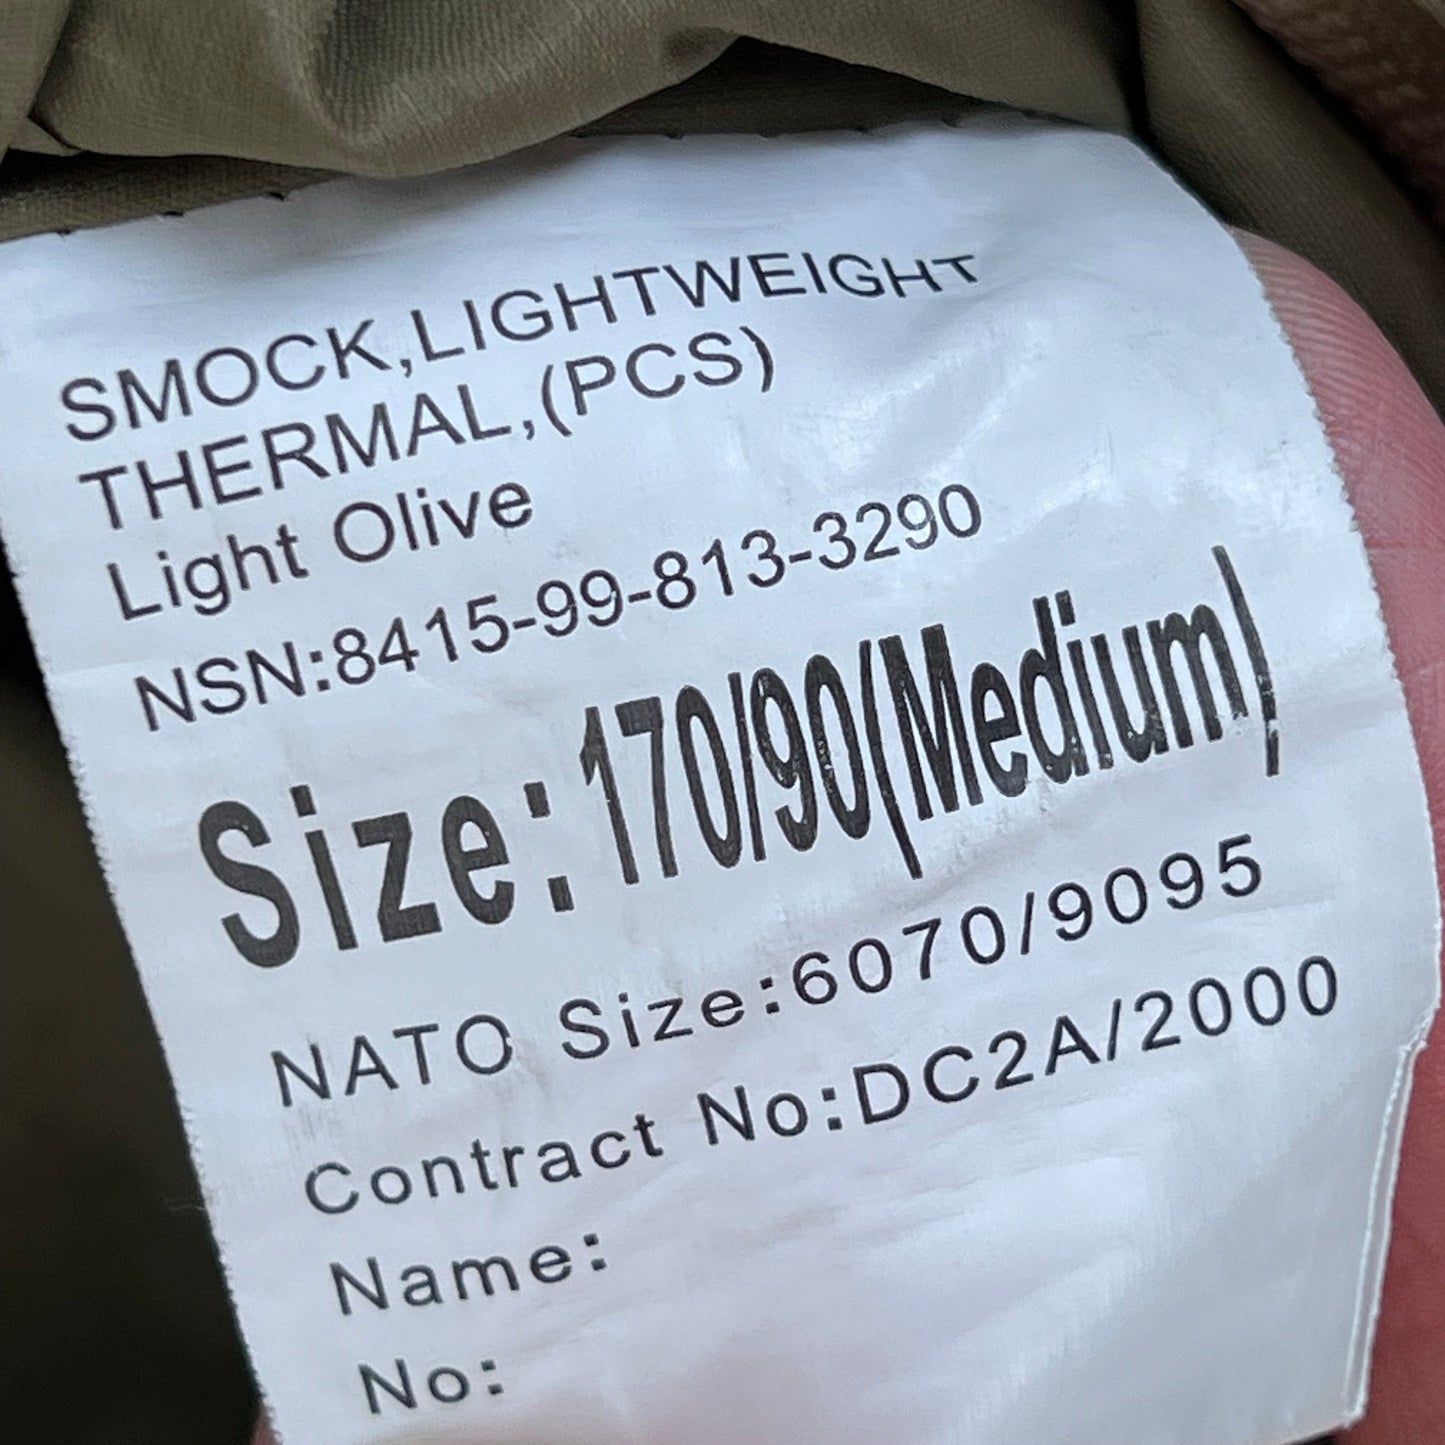 SMOCK,LIGHTWEIGHT
THERMAL,(PCS)
Light Olive
NSN:8415-99-813-3290
Size:170/90(Medium)
NATO Size:6070/9095
Contract No:DC2A/2000
Name:
No: